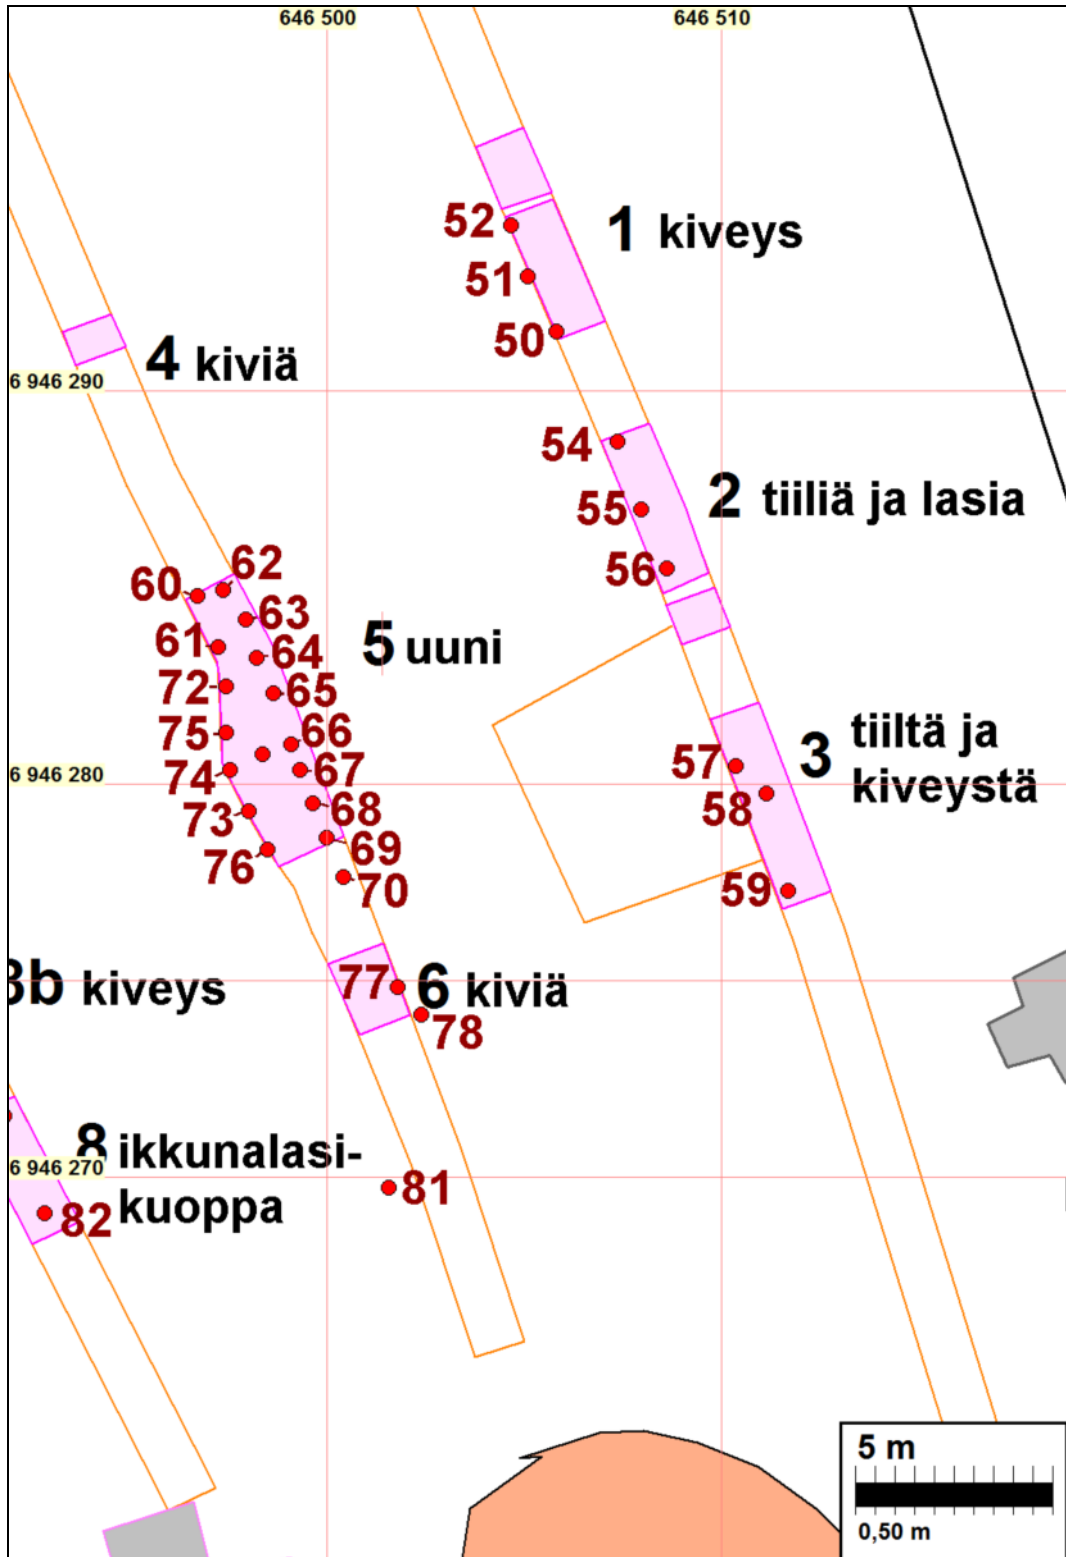 646 500
646 510
52
1 kiveys
51
50
4 kiviä
6 946 290
54
2 tiiliä ja lasia
55
56
60
62
63
61
5 uuni
64
72
65
75
66
3 tiiltä ja
kiveystä
57
6 946 280
74
67
58
73
68
69
76
70
59
3b kiveys
77
6 kiviä
78
8 ikkunalasi-
kuoppa
6 946 270
81
82
5 m
0,50 m